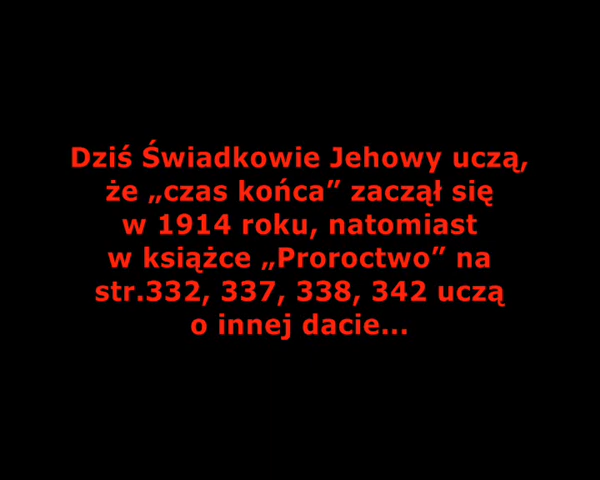 Dziś Świadkowie Jehowy uczą,
że „czas końca” zaczął się
w 1914 roku, natomiast
w książce „Proroctwo” na
str.332, 337, 338, 342 uczą
o innej dacie...